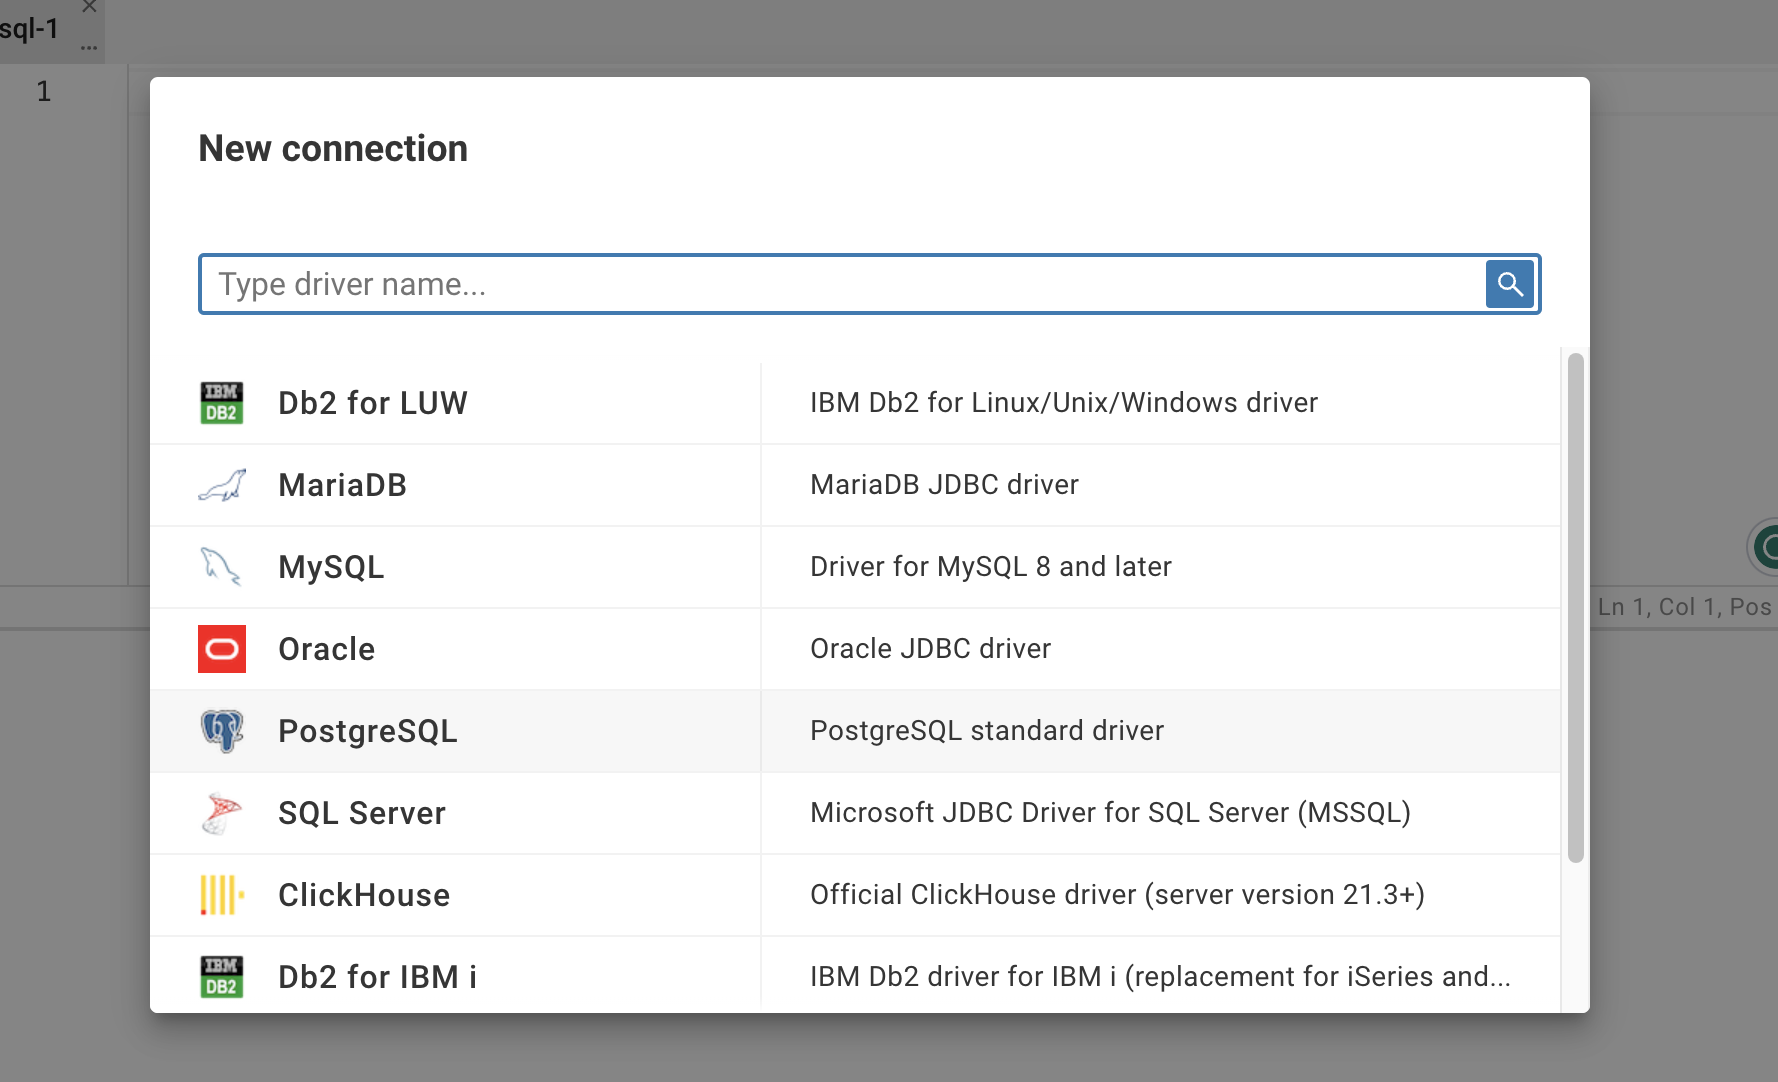 sql-1
...
1
New connection
Type driver name...
IBM
DB2
Db2 for LUW
IBM Db2 for Linux/Unix/Windows driver
MariaDB
MariaDB JDBC driver
MySQL
Driver for MySQL 8 and later
Oracle
Oracle JDBC driver
PostgreSQL
PostgreSQL standard driver
SQL Server
Microsoft JDBC Driver for SQL Server (MSSQL)
ClickHouse
Official ClickHouse driver (server version 21.3+)
IBM
DB2
Db2 for IBM i
IBM Db2 driver for IBM i (replacement for iSeries and...
Ln 1, Col 1, Pos